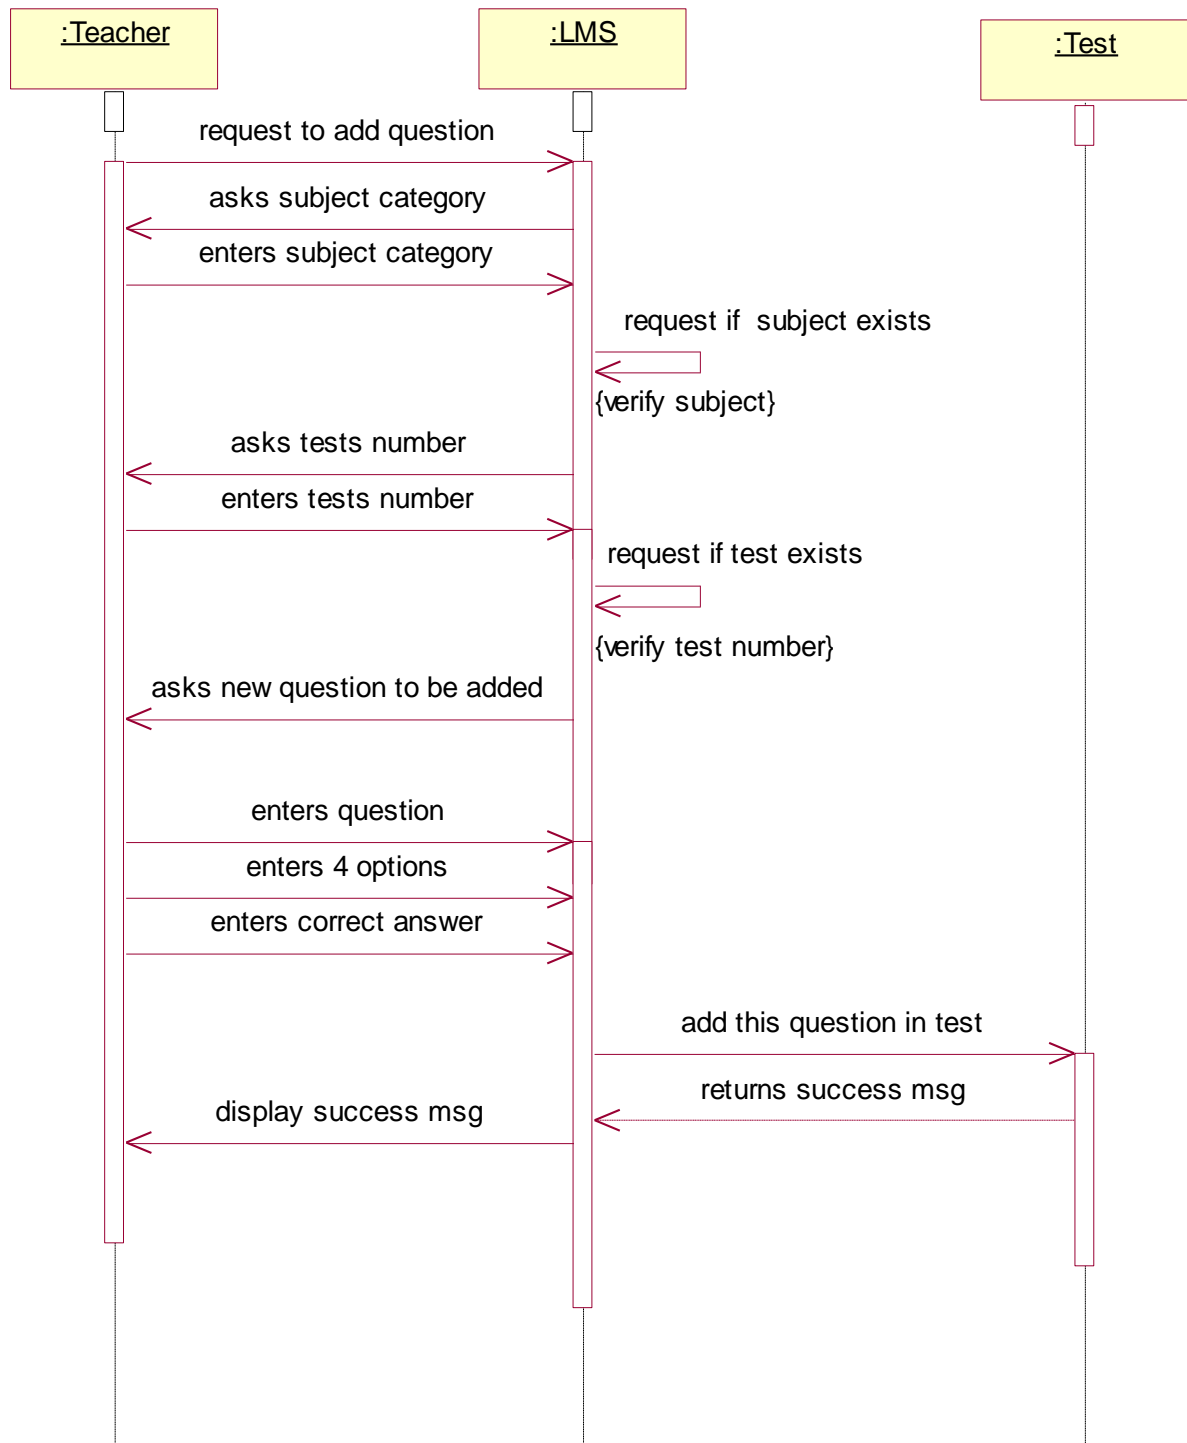 :Teacher
:LMS
:Test
request to add question
asks subject category
enters subject category
request if  subject exists
{verify subject}
asks tests number
enters tests number
request if test exists
{verify test number}
asks new question to be added
enters question
enters 4 options
enters correct answer
add this question in test
returns success msg
display success msg